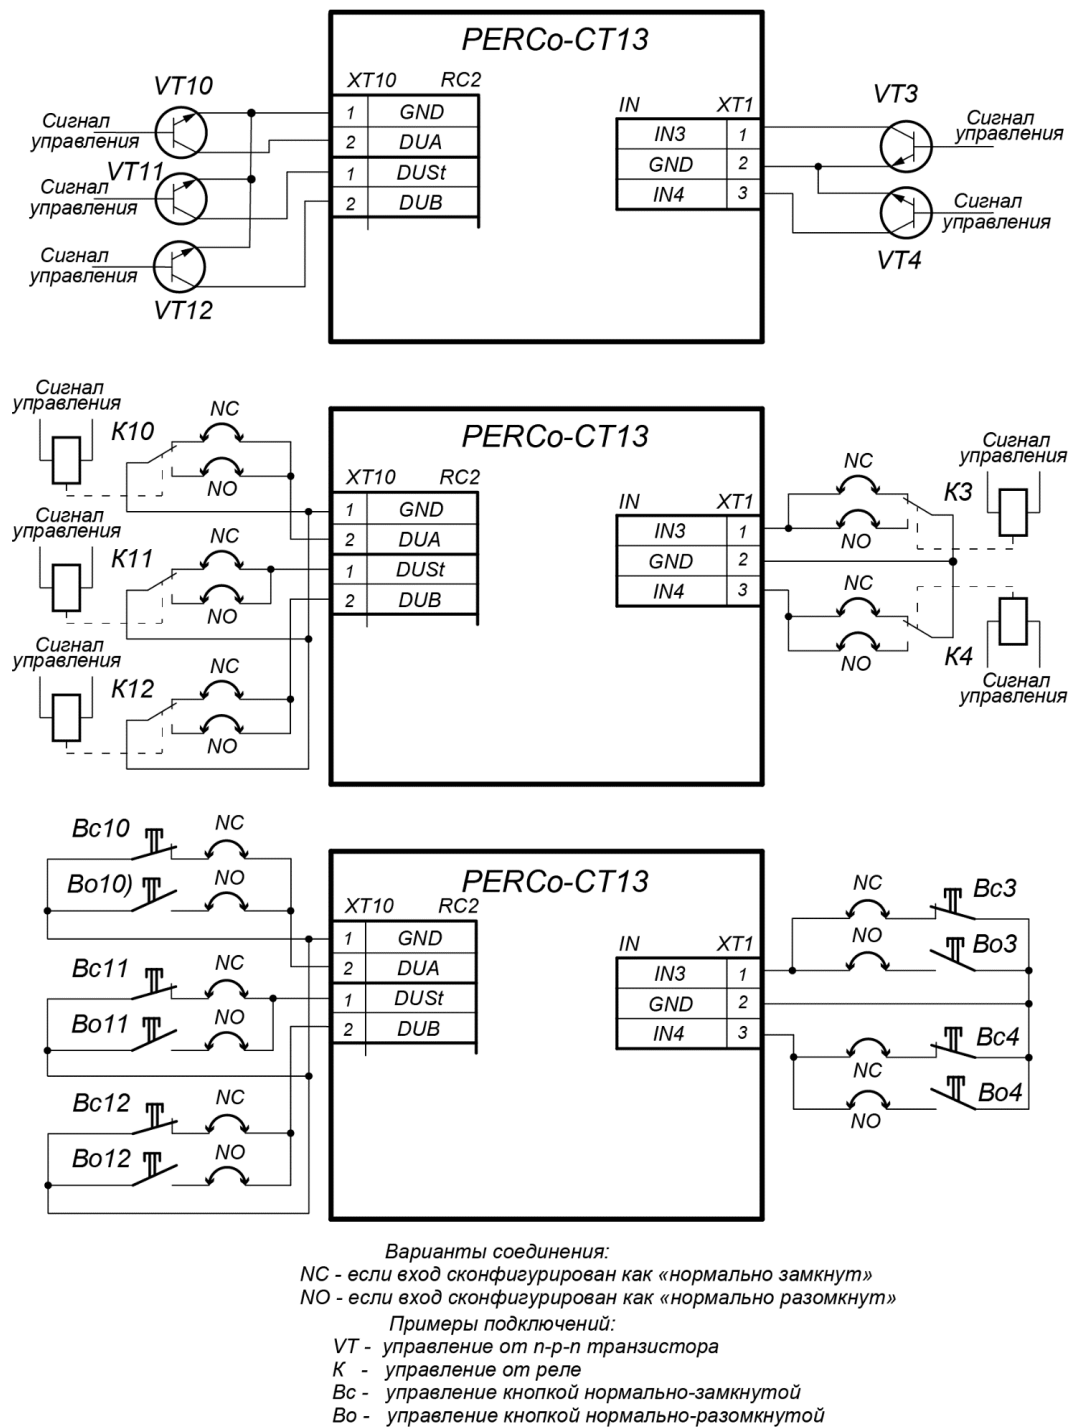 PERCo-CT13
XT10 RC2
1 GND
2 DUA
1 DUSt
2 DUB
IN XT1
IN3 1
GND 2
IN4 3
VT10
Сигнал
управления
VT11
Сигнал
управления
Сигнал
управления
VT12
VT3
Сигнал
управления
Сигнал
управления
VT4
PERCo-CT13
XT10 RC2
1 GND
2 DUA
1 DUSt
2 DUB
IN XT1
IN3 1
GND 2
IN4 3
Сигнал
управления
K10
NC
NO
Сигнал
управления
K11
NC
NO
Сигнал
управления
K12
NC
NO
Сигнал
управления
NC
K3
NO
NC
NO
K4
Сигнал
управления
PERCo-CT13
XT10 RC2
1 GND
2 DUA
1 DUSt
2 DUB
IN XT1
IN3 1
GND 2
IN4 3
Bc10
NC
Bo10)
NO
Bc11
NC
Bo11
NO
Bc12
NC
Bo12
NO
NC
Bc3
NO
Bo3
Bc4
NC
Bo4
NO
Варианты соединения:
NC - если вход сконфигурирован как «нормально замкнут»
NO - если вход сконфигурирован как «нормально разомкнут»
Примеры подключений:
VT - управление от n-p-n транзистора
K - управление от реле
Bc - управление кнопкой нормально-замкнутой
Bo - управление кнопкой нормально-разомкнутой